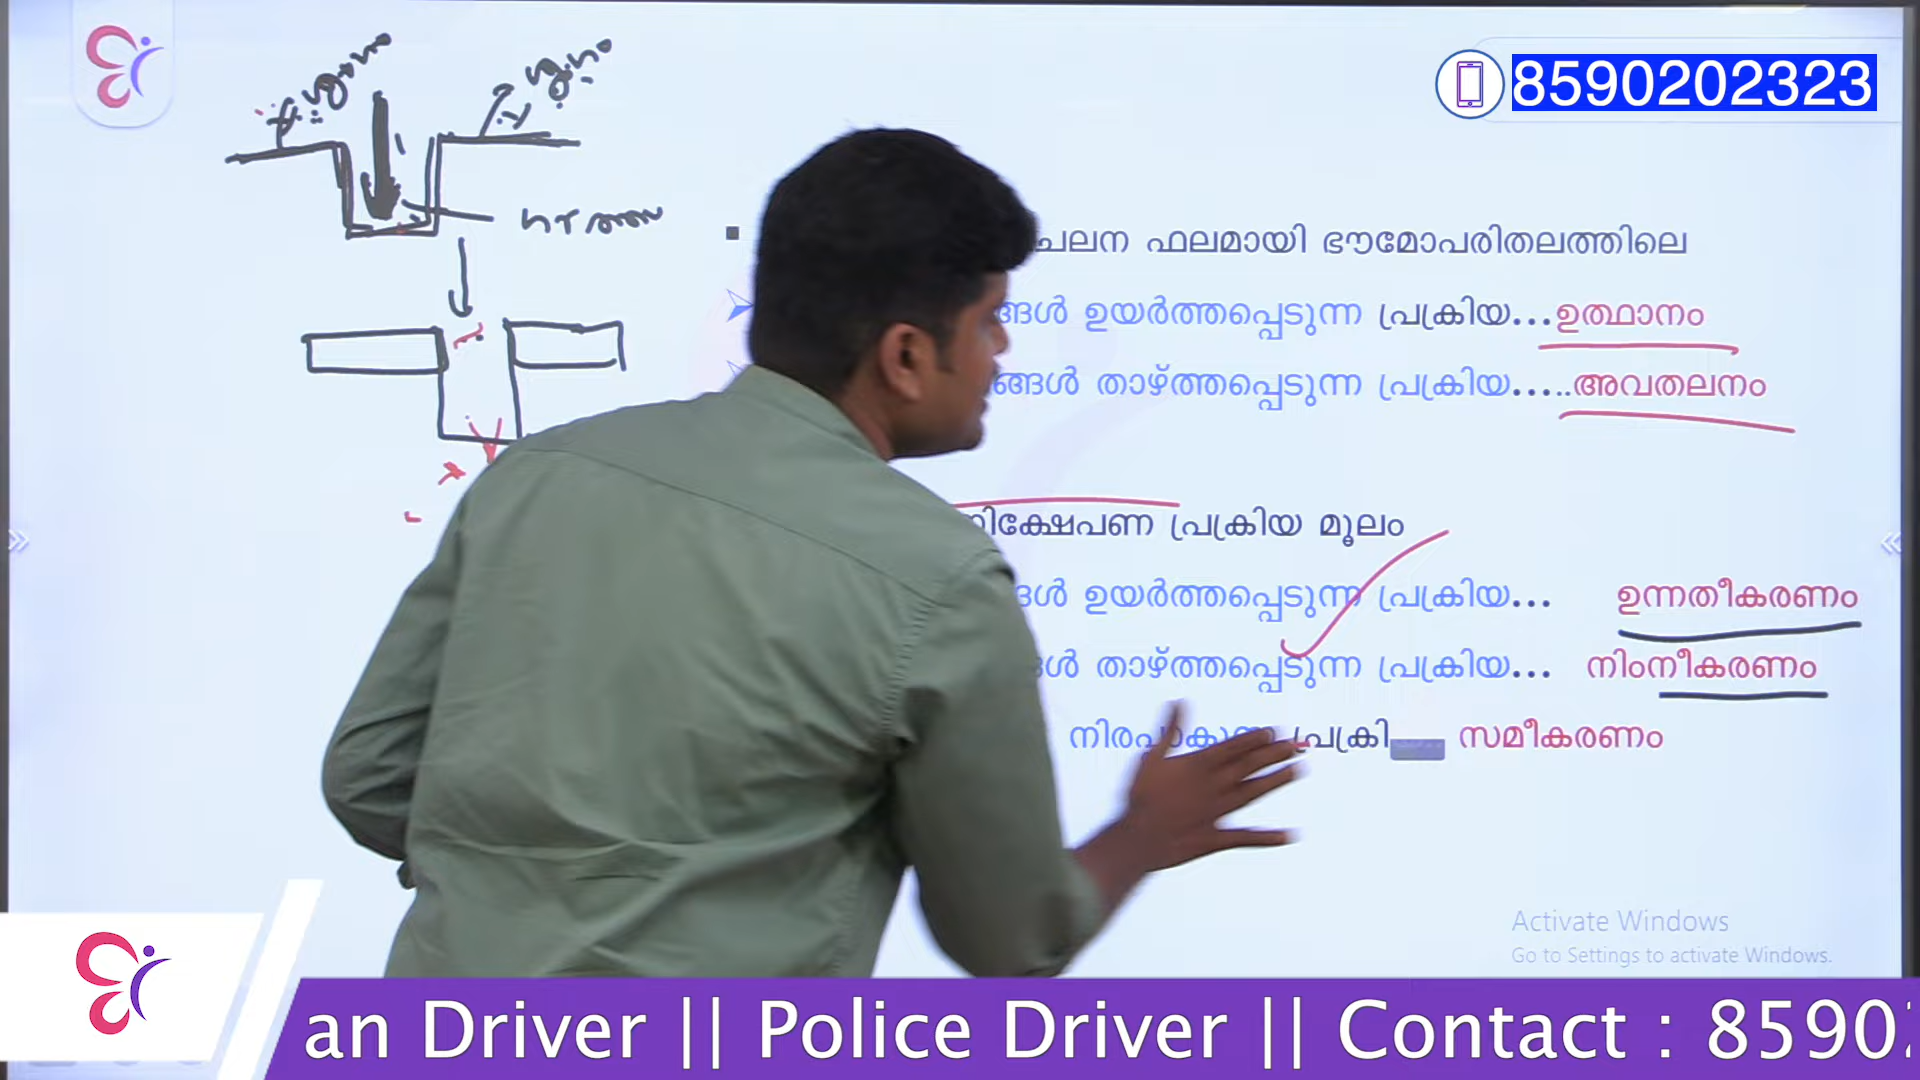 8590202323
ചലന ഫലമായി ഭൗമോപരിതലത്തിലെ
ങ്ങൾ ഉയർത്തപ്പെടുന്ന പ്രക്രിയ...ഉത്ഥാനം
ങ്ങൾ താഴ്ത്തപ്പെടുന്ന പ്രക്രിയ.....അവതലനം
നിക്ഷേപണ പ്രക്രിയ മൂലം
ങ്ങൾ ഉയർത്തപ്പെടുന്ന പ്രക്രിയ... ഉന്നതീകരണം
ങ്ങൾ താഴ്ത്തപ്പെടുന്ന പ്രക്രിയ... നിംനീകരണം
പ്രക്രി സമീകരണം
Activate Windows
Go to Settings to activate Windows.
an Driver || Police Driver || Contact : 8590